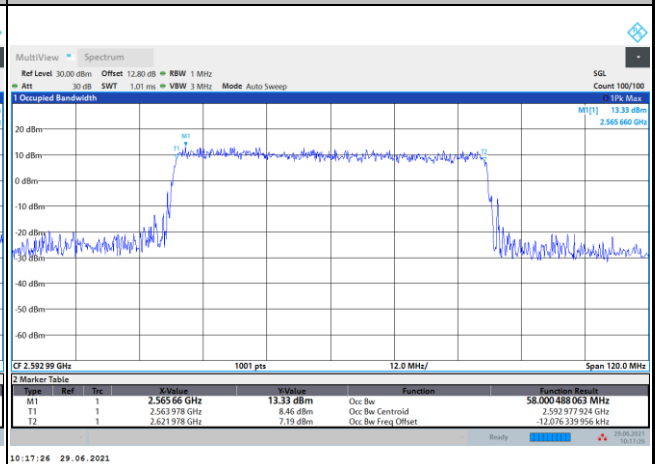 MultiView Spectrum
Ref Level 30.00 dBm Offset 12.80 dB RBW 1 MHz SGL
Att 30 dB SWT 1.01 ms VBW 3 MHz Mode Auto Sweep Count 100/100
1 Occupied Bandwidth 1Pk Max
M1[1] 13.33 dBm
2.565 660 GHz
20 dBm
M1
T1
T2
10 dBm
0 dBm
-10 dBm
-20 dBm
-30 dBm
-40 dBm
-50 dBm
-60 dBm
CF 2.592 99 GHz 1001 pts 12.0 MHz/ Span 120.0 MHz
2 Marker Table
Type Ref Trc X-Value Y-Value Function Function Result
M1 1 2.565 66 GHz 13.33 dBm Occ Bw 58.000 488 063 MHz
T1 1 2.563 978 GHz 8.46 dBm Occ Bw Centroid 2.592 977 924 GHz
T2 1 2.621 978 GHz 7.19 dBm Occ Bw Freq Offset -12.076 339 956 kHz
Ready 29.06.2021
10:17:26
10:17:26 29.06.2021